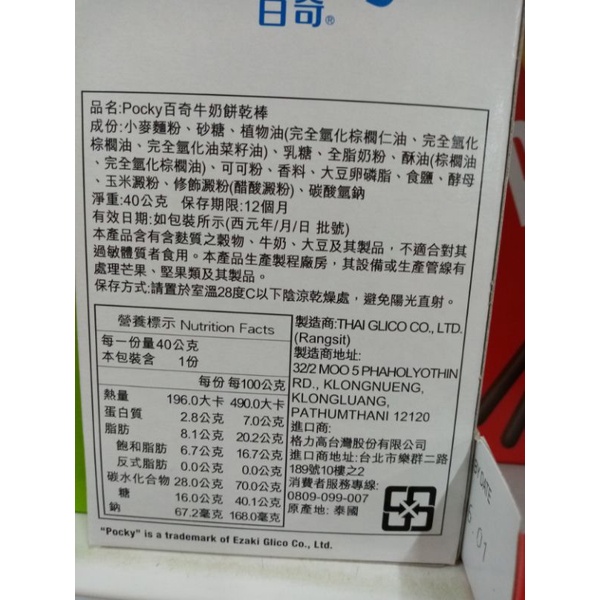 百奇®
品名:Pocky百奇牛奶餅乾棒
成份:小麥麵粉、砂糖、植物油(完全氫化棕櫚仁油、完全氫化
棕櫚油、完全氫化油菜籽油)、乳糖、全脂奶粉、酥油(棕櫚油
、完全氫化棕櫚油)、可可粉、香料、大豆卵磷脂、食鹽、酵母
、玉米澱粉、修飾澱粉(醋酸澱粉)、碳酸氫鈉
淨重:40公克 保存期限:12個月
有效日期:如包裝所示(西元年/月/日 批號)
本產品含有含麩質之穀物、牛奶、大豆及其製品，不適合對其
過敏體質者食用。本產品生產製程廠房，其設備或生產管線有
處理芒果、堅果類及其製品。
保存方式:請置於室溫28度C以下陰涼乾燥處，避免陽光直射。
營養標示 Nutrition Facts
每一份量40公克
本包裝含 1份
每份 每100公克
熱量 196.0大卡 490.0大卡
蛋白質 2.8公克 7.0公克
脂肪 8.1公克 20.2公克
飽和脂肪 6.7公克 16.7公克
反式脂肪 0.0公克 0.0公克
碳水化合物 28.0公克 70.0公克
糖 16.0公克 40.1公克
鈉 67.2毫克 168.0毫克
製造商:THAI GLICO CO., LTD.
(Rangsit)
製造商地址:
32/2 MOO 5 PHAHOLYOTHIN
RD., KLONGNUENG,
KLONGLUANG,
PATHUMTHANI 12120
進口商:
格力高台灣股份有限公司
進口商地址:台北市樂群二路
189號10樓之2
消費者服務專線:
0809-099-007
原產地: 泰國
"Pocky" is a trademark of Ezaki Glico Co., Ltd.
BY DATE
01